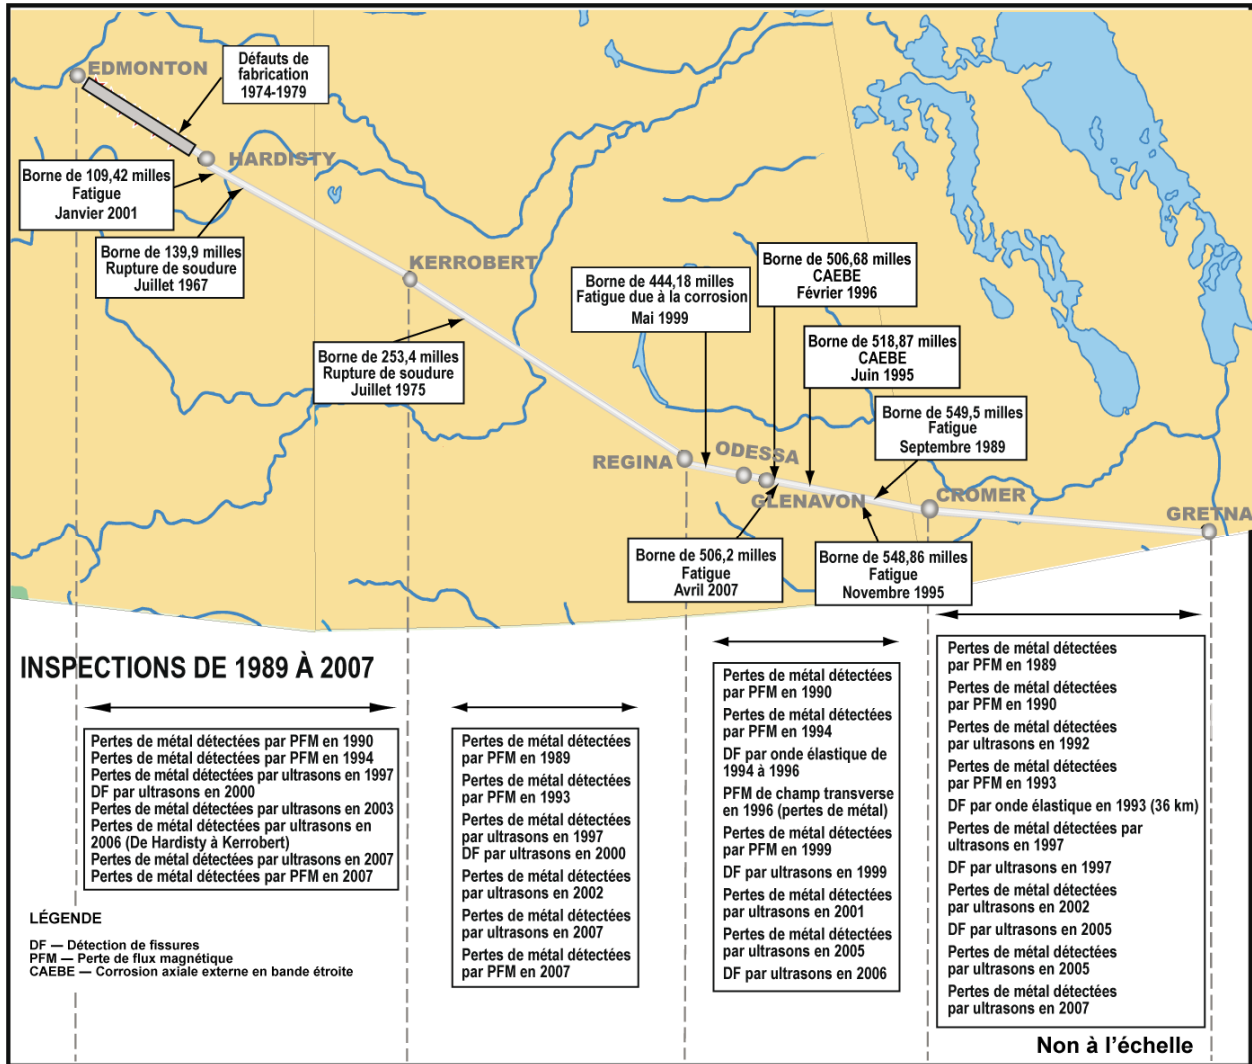 EDMONTON
Défauts de
fabrication
1974-1979
HARDISTY
Borne de 109,42 milles
Fatigue
Janvier 2001
Borne de 139,9 milles
Rupture de soudure
Juillet 1967
KERROBERT
Borne de 253,4 milles
Rupture de soudure
Juillet 1975
Borne de 444,18 milles
Fatigue due à la corrosion
Mai 1999
Borne de 506,68 milles
CAEBE
Février 1996
Borne de 518,87 milles
CAEBE
Juin 1995
Borne de 549,5 milles
Fatigue
Septembre 1989
REGINA
ODESSA
GLENAVON
CROMER
GRETNA
Borne de 506,2 milles
Fatigue
Avril 2007
Borne de 548,86 milles
Fatigue
Novembre 1995
INSPECTIONS DE 1989 À 2007
Pertes de métal détectées par PFM en 1990
Pertes de métal détectées par PFM en 1994
Pertes de métal détectées par ultrasons en 1997
DF par ultrasons en 2000
Pertes de métal détectées par ultrasons en 2003
Pertes de métal détectées par ultrasons en
2006 (De Hardisty à Kerrobert)
Pertes de métal détectées par ultrasons en 2007
Pertes de métal détectées par PFM en 2007
Pertes de métal détectées
par PFM en 1989
Pertes de métal détectées
par PFM en 1993
Pertes de métal détectées
par ultrasons en 1997
DF par ultrasons en 2000
Pertes de métal détectées
par ultrasons en 2002
Pertes de métal détectées
par ultrasons en 2007
Pertes de métal détectées
par PFM en 2007
Pertes de métal détectées
par PFM en 1990
Pertes de métal détectées
par PFM en 1994
DF par onde élastique de
1994 à 1996
PFM de champ transverse
en 1996 (pertes de métal)
Pertes de métal détectées
par PFM en 1999
DF par ultrasons en 1999
Pertes de métal détectées
par ultrasons en 2001
Pertes de métal détectées
par ultrasons en 2005
DF par ultrasons en 2006
Pertes de métal détectées
par PFM en 1989
Pertes de métal détectées
par PFM en 1990
Pertes de métal détectées
par ultrasons en 1992
Pertes de métal détectées
par PFM en 1993
DF par onde élastique en 1993 (36 km)
Pertes de métal détectées par
ultrasons en 1997
DF par ultrasons en 1997
Pertes de métal détectées
par ultrasons en 2002
DF par ultrasons en 2005
Pertes de métal détectées
par ultrasons en 2005
Pertes de métal détectées
par ultrasons en 2007
LÉGENDE
DF — Détection de fissures
PFM — Perte de flux magnétique
CAEBE — Corrosion axiale externe en bande étroite
Non à l'échelle